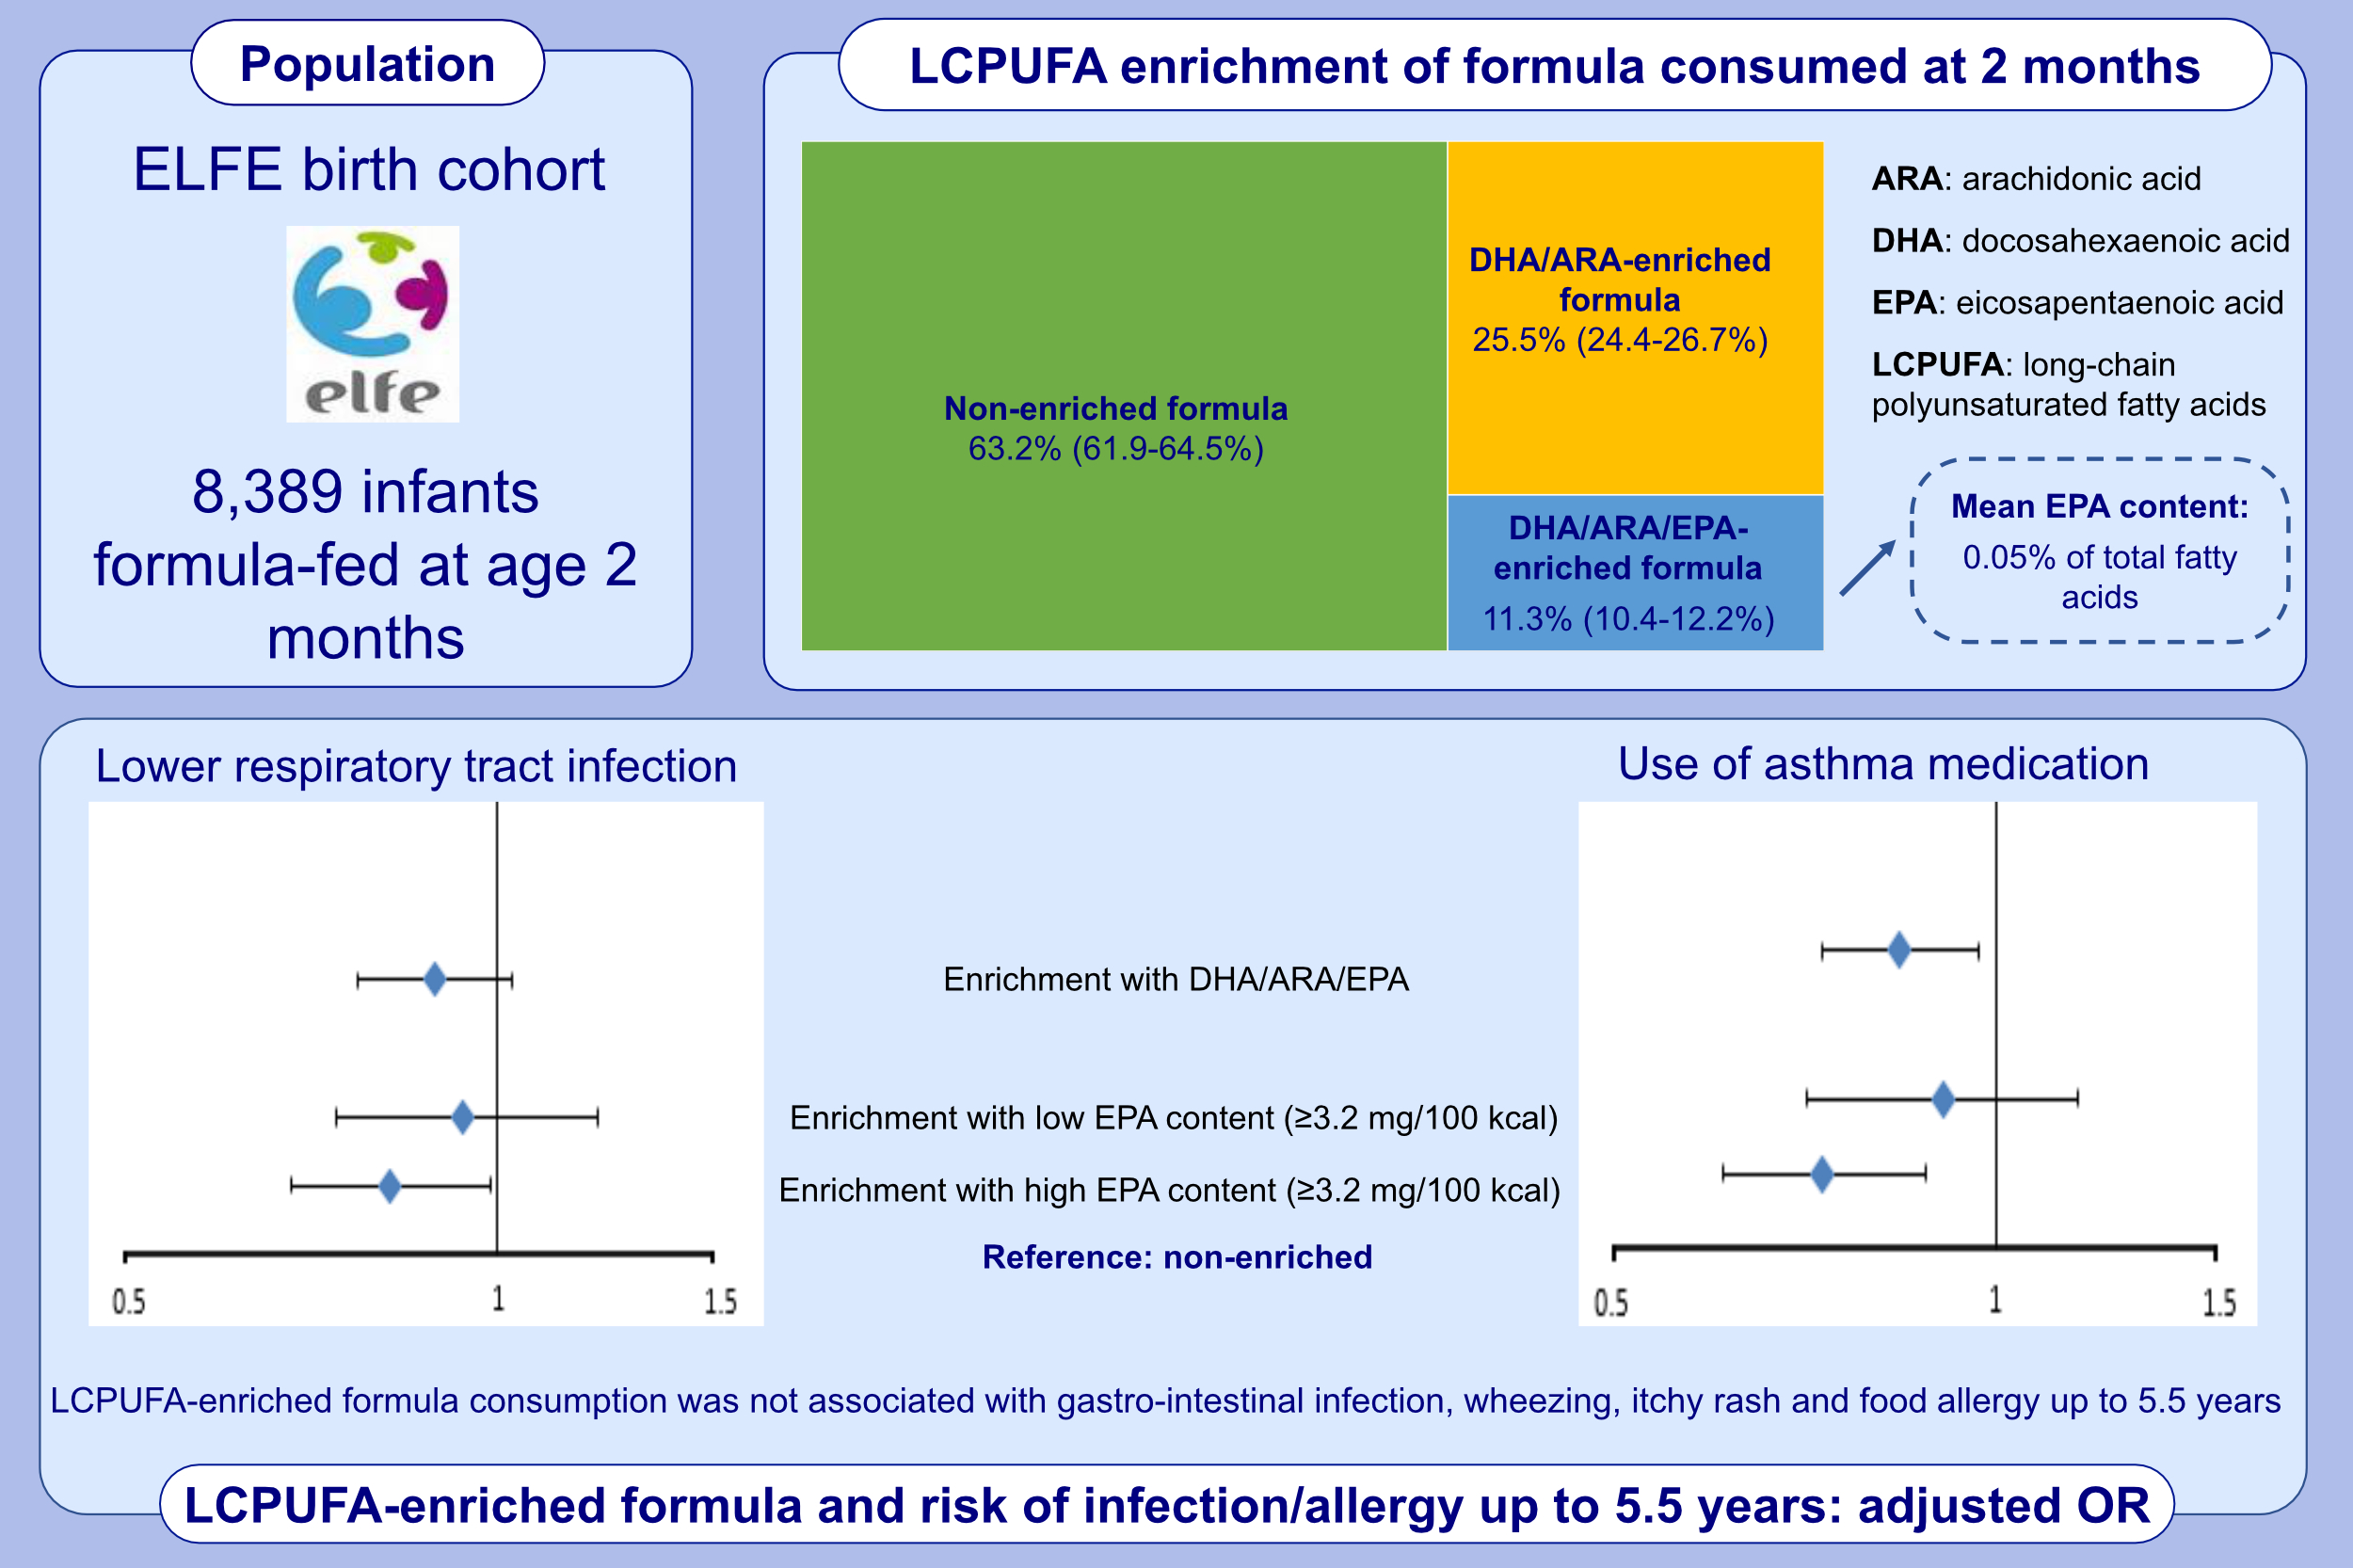 Population
ELFE birth cohort
elfe
8,389 infants
formula-fed at age 2
months
LCPUFA enrichment of formula consumed at 2 months
Non-enriched formula
63.2% (61.9-64.5%)
DHA/ARA-enriched
formula
25.5% (24.4-26.7%)
DHA/ARA/EPA-
enriched formula
11.3% (10.4-12.2%)
ARA: arachidonic acid
DHA: docosahexaenoic acid
EPA: eicosapentaenoic acid
LCPUFA: long-chain
polyunsaturated fatty acids
Mean EPA content:
0.05% of total fatty
acids
Lower respiratory tract infection
0.5 1 1.5
Enrichment with DHA/ARA/EPA
Enrichment with low EPA content (≥3.2 mg/100 kcal)
Enrichment with high EPA content (≥3.2 mg/100 kcal)
Reference: non-enriched
Use of asthma medication
0.5 1 1.5
LCPUFA-enriched formula consumption was not associated with gastro-intestinal infection, wheezing, itchy rash and food allergy up to 5.5 years
LCPUFA-enriched formula and risk of infection/allergy up to 5.5 years: adjusted OR